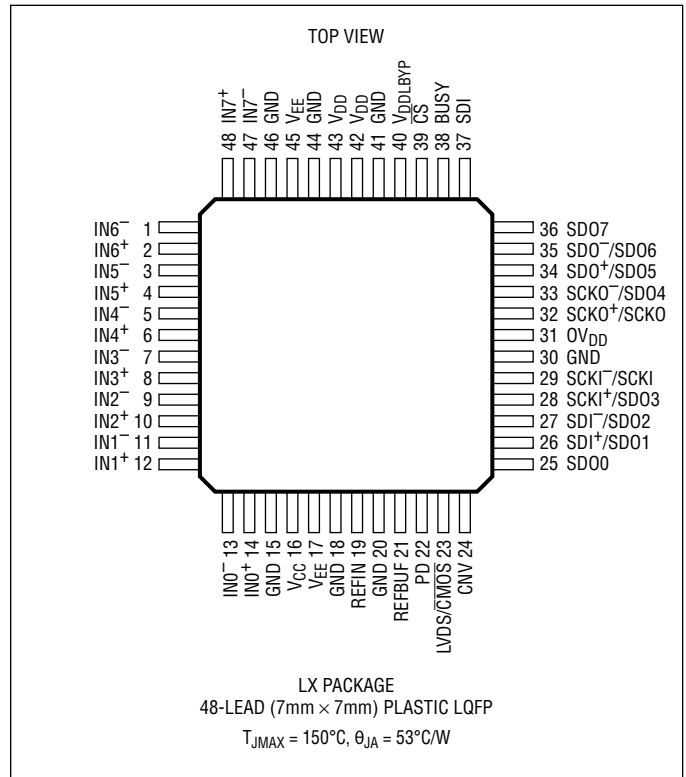 TOP VIEW
48 IN7+
47 IN7–
46 GND
45 VEE
44 GND
43 VDD
42 VDD
41 GND
40 VDDLBYP
39 CS
38 BUSY
37 SDI
IN6– 1
IN6+ 2
IN5– 3
IN5+ 4
IN4– 5
IN4+ 6
IN3– 7
IN3+ 8
IN2– 9
IN2+ 10
IN1– 11
IN1+ 12
36 SDO7
35 SDO–/SDO6
34 SDO+/SDO5
33 SCKO–/SDO4
32 SCKO+/SCKO
31 OVDD
30 GND
29 SCKI–/SCKI
28 SCKI+/SDO3
27 SDI–/SDO2
26 SDI+/SDO1
25 SDO0
IN0– 13
IN0+ 14
GND 15
VCC 16
VEE 17
GND 18
REFIN 19
GND 20
REFBUF 21
PD 22
LVDS/CMOS 23
CNV 24
LX PACKAGE
48-LEAD (7mm × 7mm) PLASTIC LQFP
TJMAX = 150°C, θJA = 53°C/W